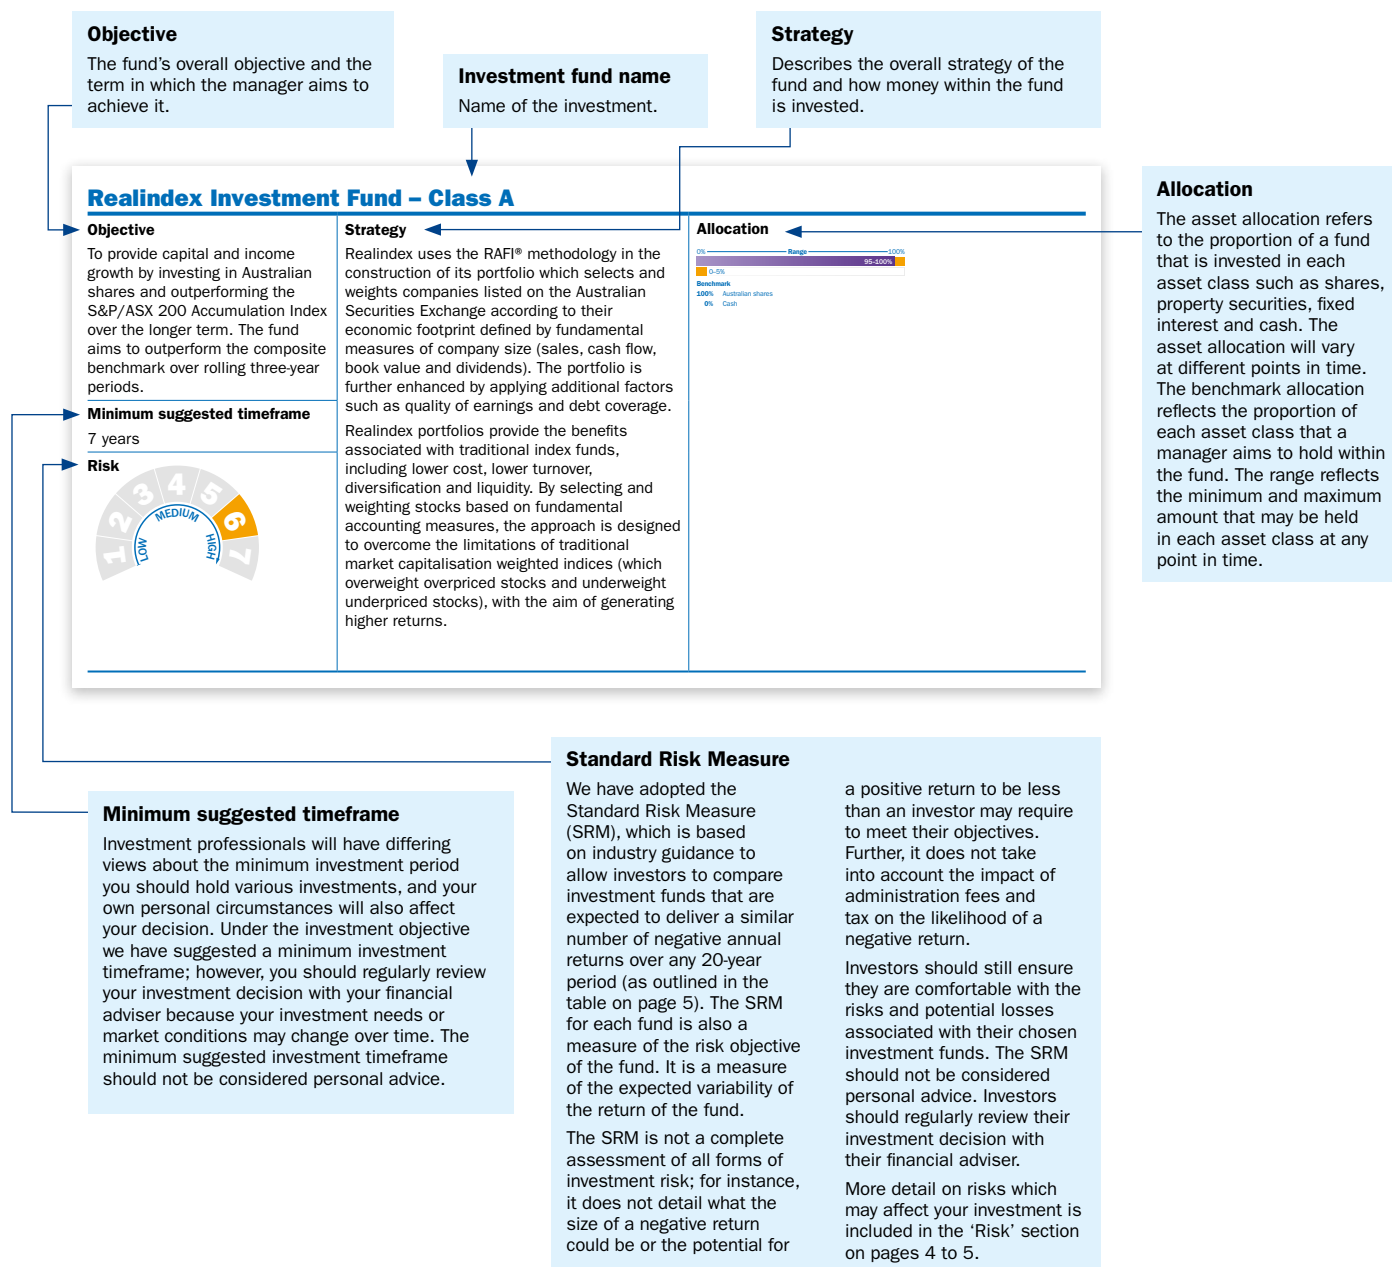 Objective
The fund’s overall objective and the
term in which the manager aims to
achieve it.
Investment fund name
Name of the investment.
Strategy
Describes the overall strategy of the
fund and how money within the fund
is invested.
Realindex Investment Fund – Class A
Objective
To provide capital and income
growth by investing in Australian
shares and outperforming the
S&P/ASX 200 Accumulation Index
over the longer term. The fund
aims to outperform the composite
benchmark over rolling three-year
periods.
Minimum suggested timeframe
7 years
Risk
1 2 3 4 5 6 7
LOW MEDIUM HIGH
Strategy
Realindex uses the RAFI® methodology in the
construction of its portfolio which selects and
weights companies listed on the Australian
Securities Exchange according to their
economic footprint defined by fundamental
measures of company size (sales, cash flow,
book value and dividends). The portfolio is
further enhanced by applying additional factors
such as quality of earnings and debt coverage.
Realindex portfolios provide the benefits
associated with traditional index funds,
including lower cost, lower turnover,
diversification and liquidity. By selecting and
weighting stocks based on fundamental
accounting measures, the approach is designed
to overcome the limitations of traditional
market capitalisation weighted indices (which
overweight overpriced stocks and underweight
underpriced stocks), with the aim of generating
higher returns.
Allocation
0% Range 100%
95-100%
0–5%
Benchmark
100% Australian shares
0% Cash
Allocation
The asset allocation refers
to the proportion of a fund
that is invested in each
asset class such as shares,
property securities, fixed
interest and cash. The
asset allocation will vary
at different points in time.
The benchmark allocation
reflects the proportion of
each asset class that a
manager aims to hold within
the fund. The range reflects
the minimum and maximum
amount that may be held
in each asset class at any
point in time.
Minimum suggested timeframe
Investment professionals will have differing
views about the minimum investment period
you should hold various investments, and your
own personal circumstances will also affect
your decision. Under the investment objective
we have suggested a minimum investment
timeframe; however, you should regularly review
your investment decision with your financial
adviser because your investment needs or
market conditions may change over time. The
minimum suggested investment timeframe
should not be considered personal advice.
Standard Risk Measure
We have adopted the
Standard Risk Measure
(SRM), which is based
on industry guidance to
allow investors to compare
investment funds that are
expected to deliver a similar
number of negative annual
returns over any 20-year
period (as outlined in the
table on page 5). The SRM
for each fund is also a
measure of the risk objective
of the fund. It is a measure
of the expected variability of
the return of the fund.
The SRM is not a complete
assessment of all forms of
investment risk; for instance,
it does not detail what the
size of a negative return
could be or the potential for
a positive return to be less
than an investor may require
to meet their objectives.
Further, it does not take
into account the impact of
administration fees and
tax on the likelihood of a
negative return.
Investors should still ensure
they are comfortable with the
risks and potential losses
associated with their chosen
investment funds. The SRM
should not be considered
personal advice. Investors
should regularly review their
investment decision with
their financial adviser.
More detail on risks which
may affect your investment is
included in the ‘Risk’ section
on pages 4 to 5.